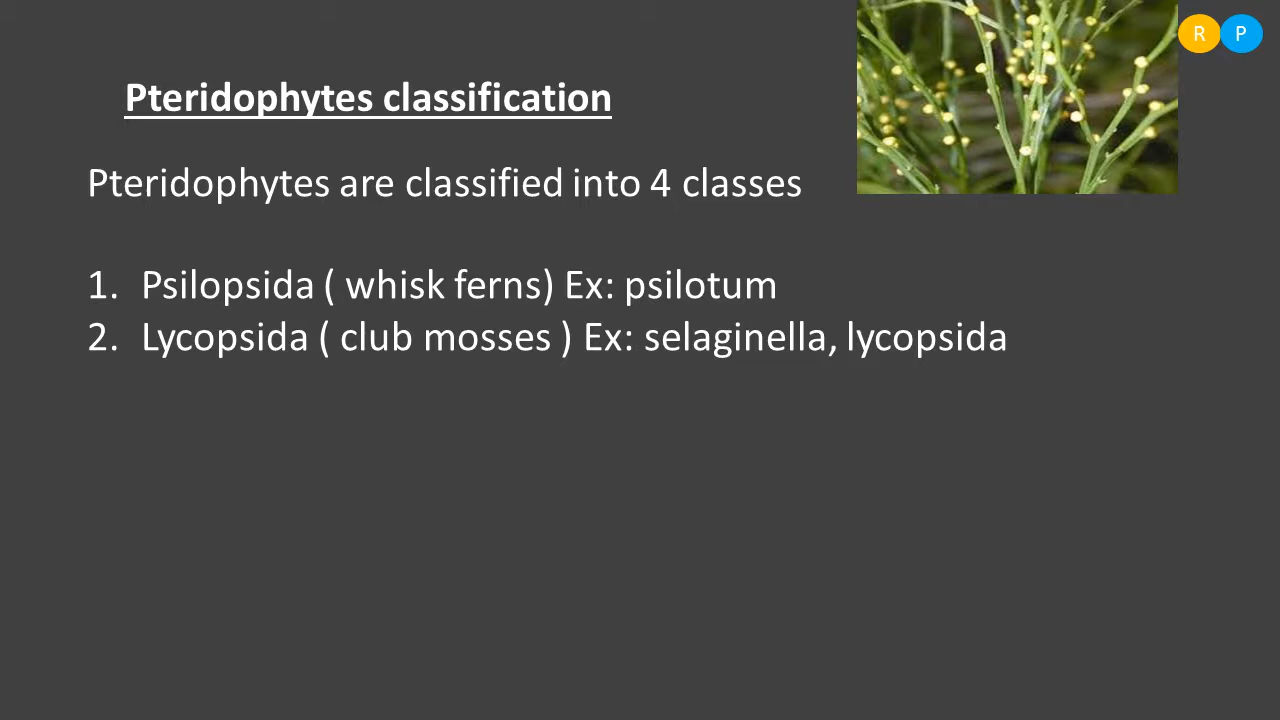 R P
Pteridophytes classification
Pteridophytes are classified into 4 classes
1. Psilopsida ( whisk ferns) Ex: psilotum
2. Lycopsida ( club mosses ) Ex: selaginella, lycopsida